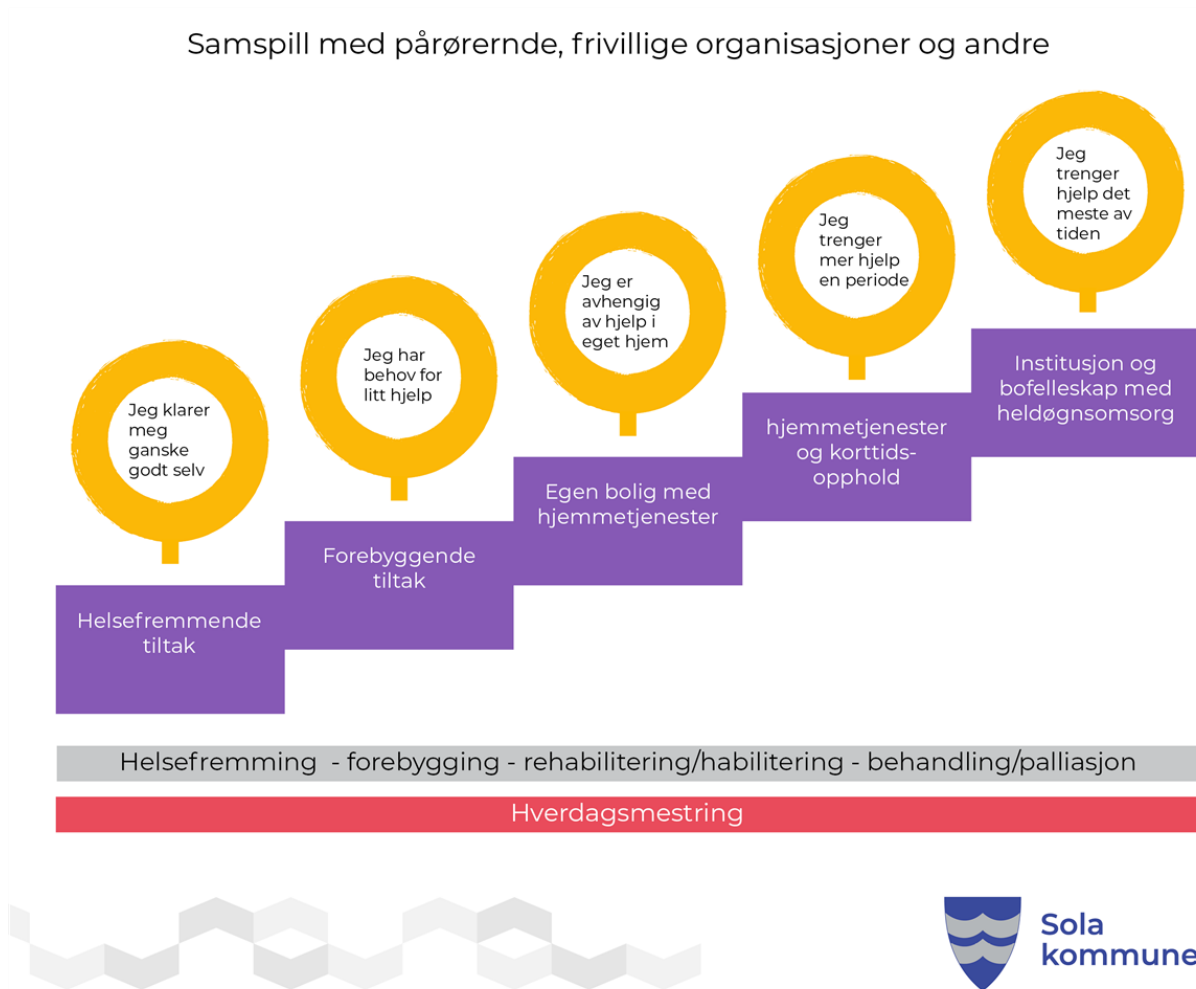 Samspill med pårørernde, frivillige organisasjoner og andre
Jeg klarer
meg
ganske
godt selv
Helsefremmende
tiltak
Jeg har
behov for
litt hjelp
Forebyggende
tiltak
Jeg er
avhengig
av hjelp i
eget hjem
Egen bolig med
hjemmetjenester
Jeg
trenger
mer hjelp
en periode
hjemmetjenester
og korttids-
opphold
Jeg
trenger
hjelp det
meste av
tiden
Institusjon og
bofelleskap med
heldøgnsomsorg
Helsefremming - forebygging - rehabilitering/habilitering - behandling/palliasjon
Hverdagsmestring
Sola
kommune